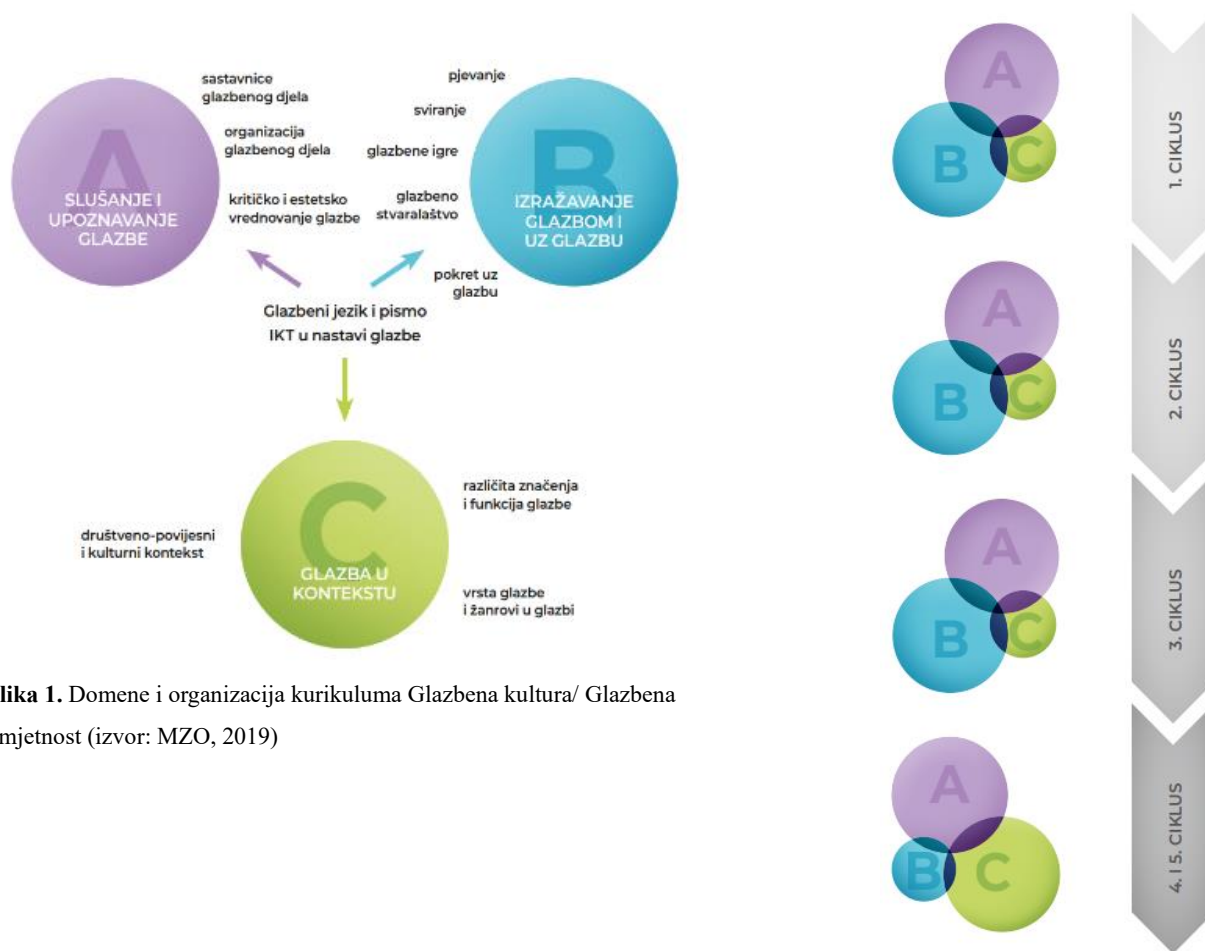 A
SLUŠANJE I
UPOZNAVANJE
GLAZBE
sastavnice
glazbenog djela
organizacija
glazbenog djela
kritičko i estetsko
vrednovanje glazbe
pjevanje
sviranje
glazbene igre
glazbeno
stvaralaštvo
pokret uz
glazbu
B
IZRAŽAVANJE
GLAZBOM I
UZ GLAZBU
Glazbeni jezik i pismo
IKT u nastavi glazbe
C
GLAZBA U
KONTEKSTU
društveno-povijesni
i kulturni kontekst
različita značenja
i funkcija glazbe
vrsta glazbe
i žanrovi u glazbi
lika 1. Domene i organizacija kurikuluma Glazbena kultura/ Glazbena
mjetnost (izvor: MZO, 2019)
A
B
C
1. CIKLUS
A
B
C
2. CIKLUS
A
B
C
3. CIKLUS
A
B
C
4. I 5. CIKLUS